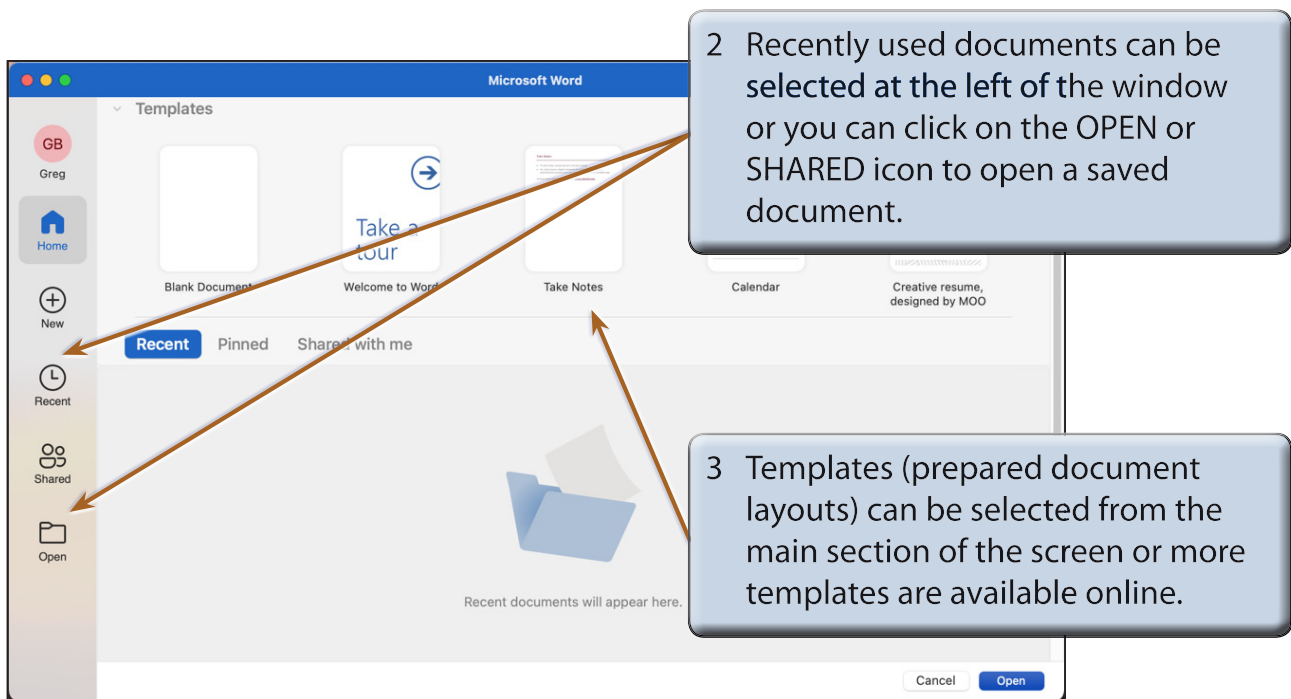 Microsoft Word
2 Recently used documents can be
selected at the left of the window
or you can click on the OPEN or
SHARED icon to open a saved
document.
Templates
GB
Greg
Home
New
Recent
Shared
Open
Take a
tour
Blank Document
Welcome to Word
Take Notes
Calendar
Creative resume,
designed by MOO
Recent Pinned Shared with me
Recent documents will appear here.
3 Templates (prepared document
layouts) can be selected from the
main section of the screen or more
templates are available online.
Cancel Open